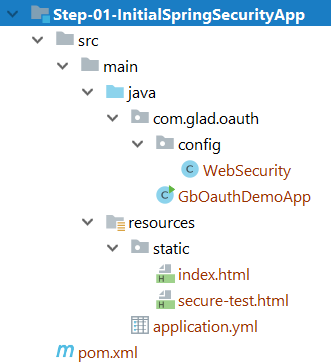 Step-01-InitialSpringSecurityApp
src
main
java
com.glad.oauth
config
WebSecurity
GbOauthDemoApp
resources
static
index.html
secure-test.html
application.yml
pom.xml